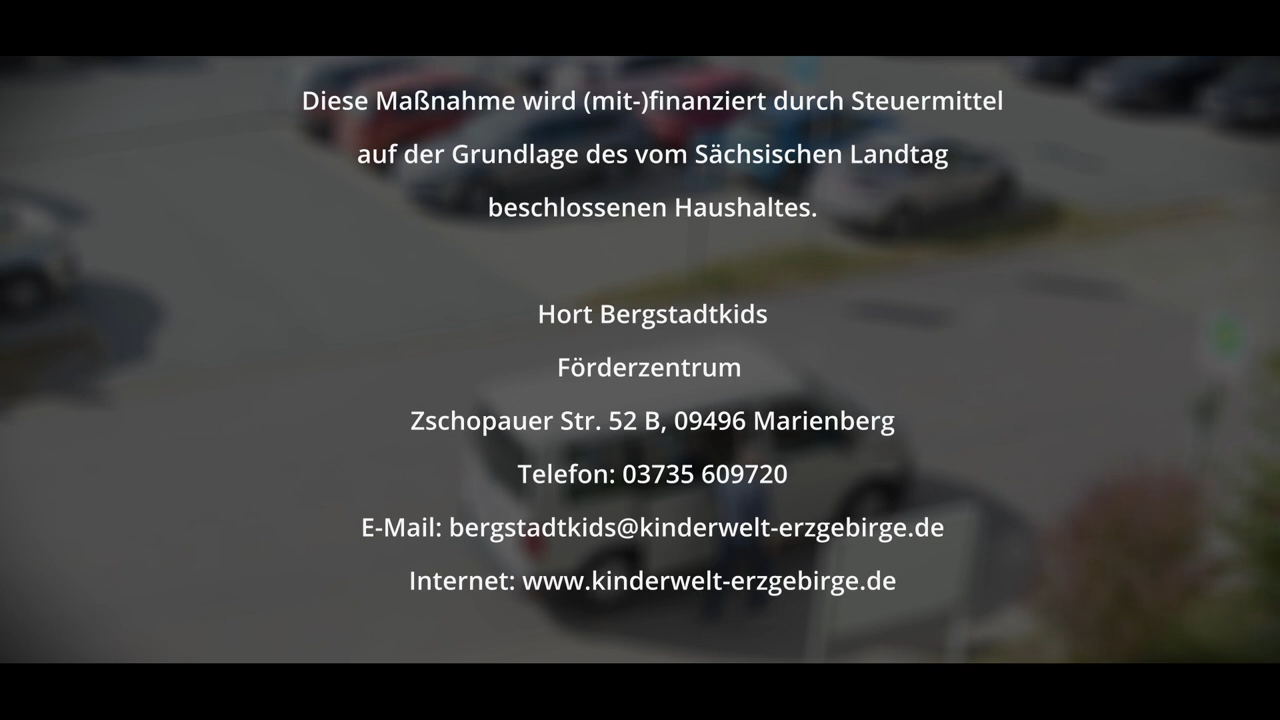 Diese Maßnahme wird (mit-)finanziert durch Steuermittel
auf der Grundlage des vom Sächsischen Landtag
beschlossenen Haushaltes.
Hort Bergstadtkids
Förderzentrum
Zschopauer Str. 52 B, 09496 Marienberg
Telefon: 03735 609720
E-Mail: bergstadtkids@kinderwelt-erzgebirge.de
Internet: www.kinderwelt-erzgebirge.de